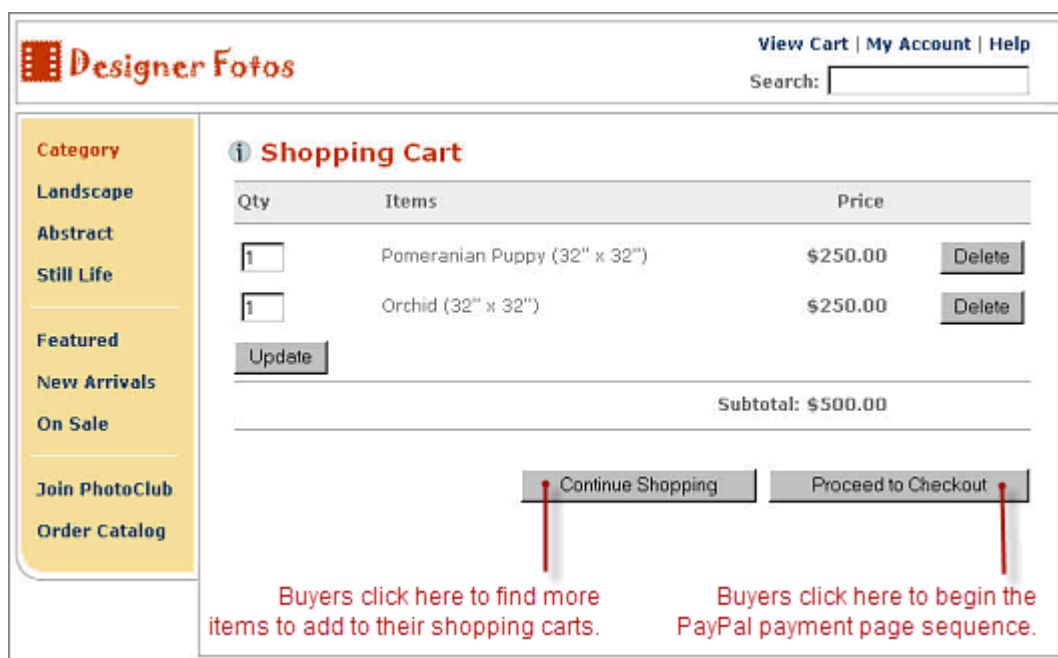 Designer Fotos
View Cart | My Account | Help
Search:
Category
Landscape
Abstract
Still Life
Featured
New Arrivals
On Sale
Join PhotoClub
Order Catalog
Shopping Cart
Qty Items Price
1 Pomeranian Puppy (32" x 32") $250.00 Delete
1 Orchid (32" x 32") $250.00 Delete
Update
Subtotal: $500.00
Continue Shopping Proceed to Checkout
Buyers click here to find more
items to add to their shopping carts.
Buyers click here to begin the
PayPal payment page sequence.